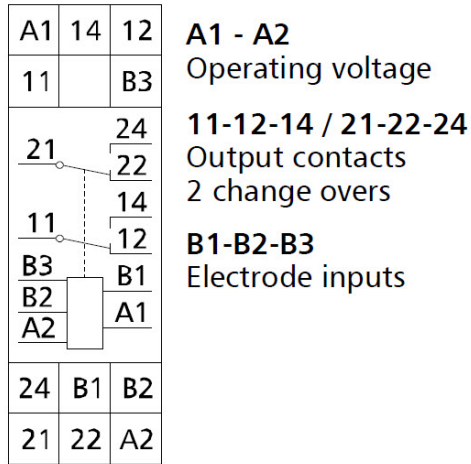 A1 14 12
11 B3
24
21
22
14
11
12
B3
B1
B2
A1
A2
24 B1 B2
21 22 A2
A1 - A2
Operating voltage
11-12-14 / 21-22-24
Output contacts
2 change overs
B1-B2-B3
Electrode inputs